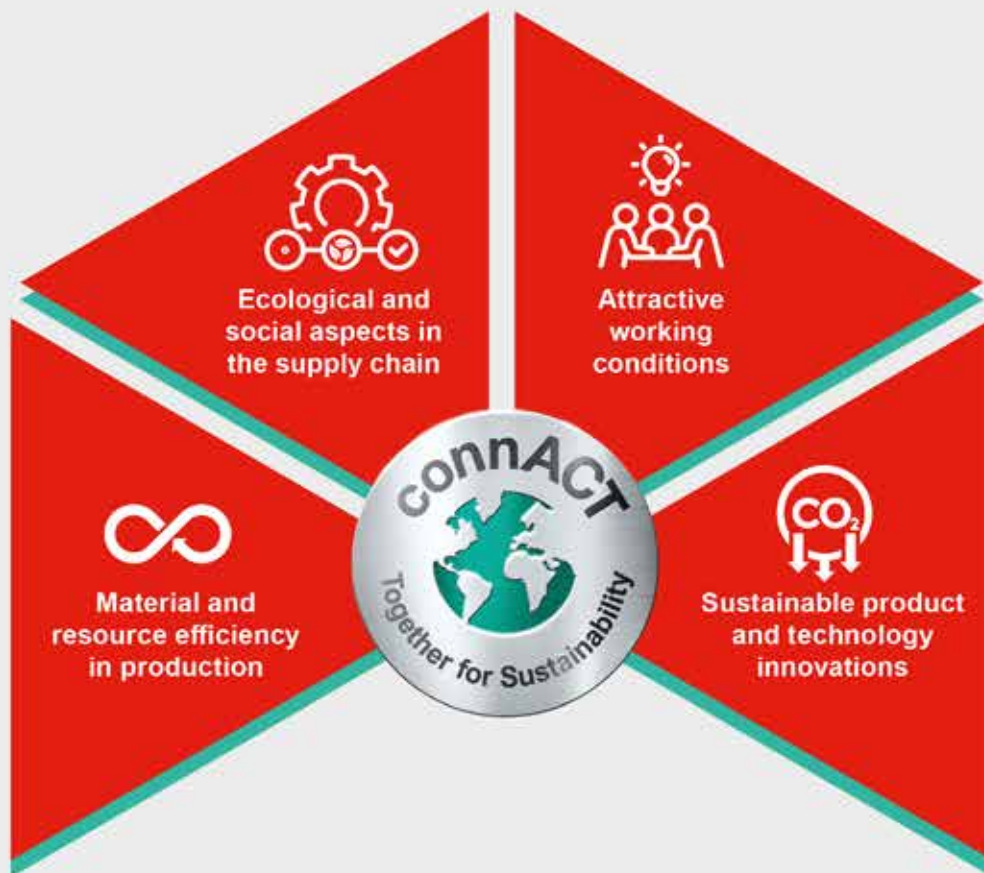 Ecological and
social aspects in
the supply chain
Attractive
working
conditions
Material and
resource efficiency
in production
connACT
Together for Sustainability
CO₂
Sustainable product
and technology
innovations